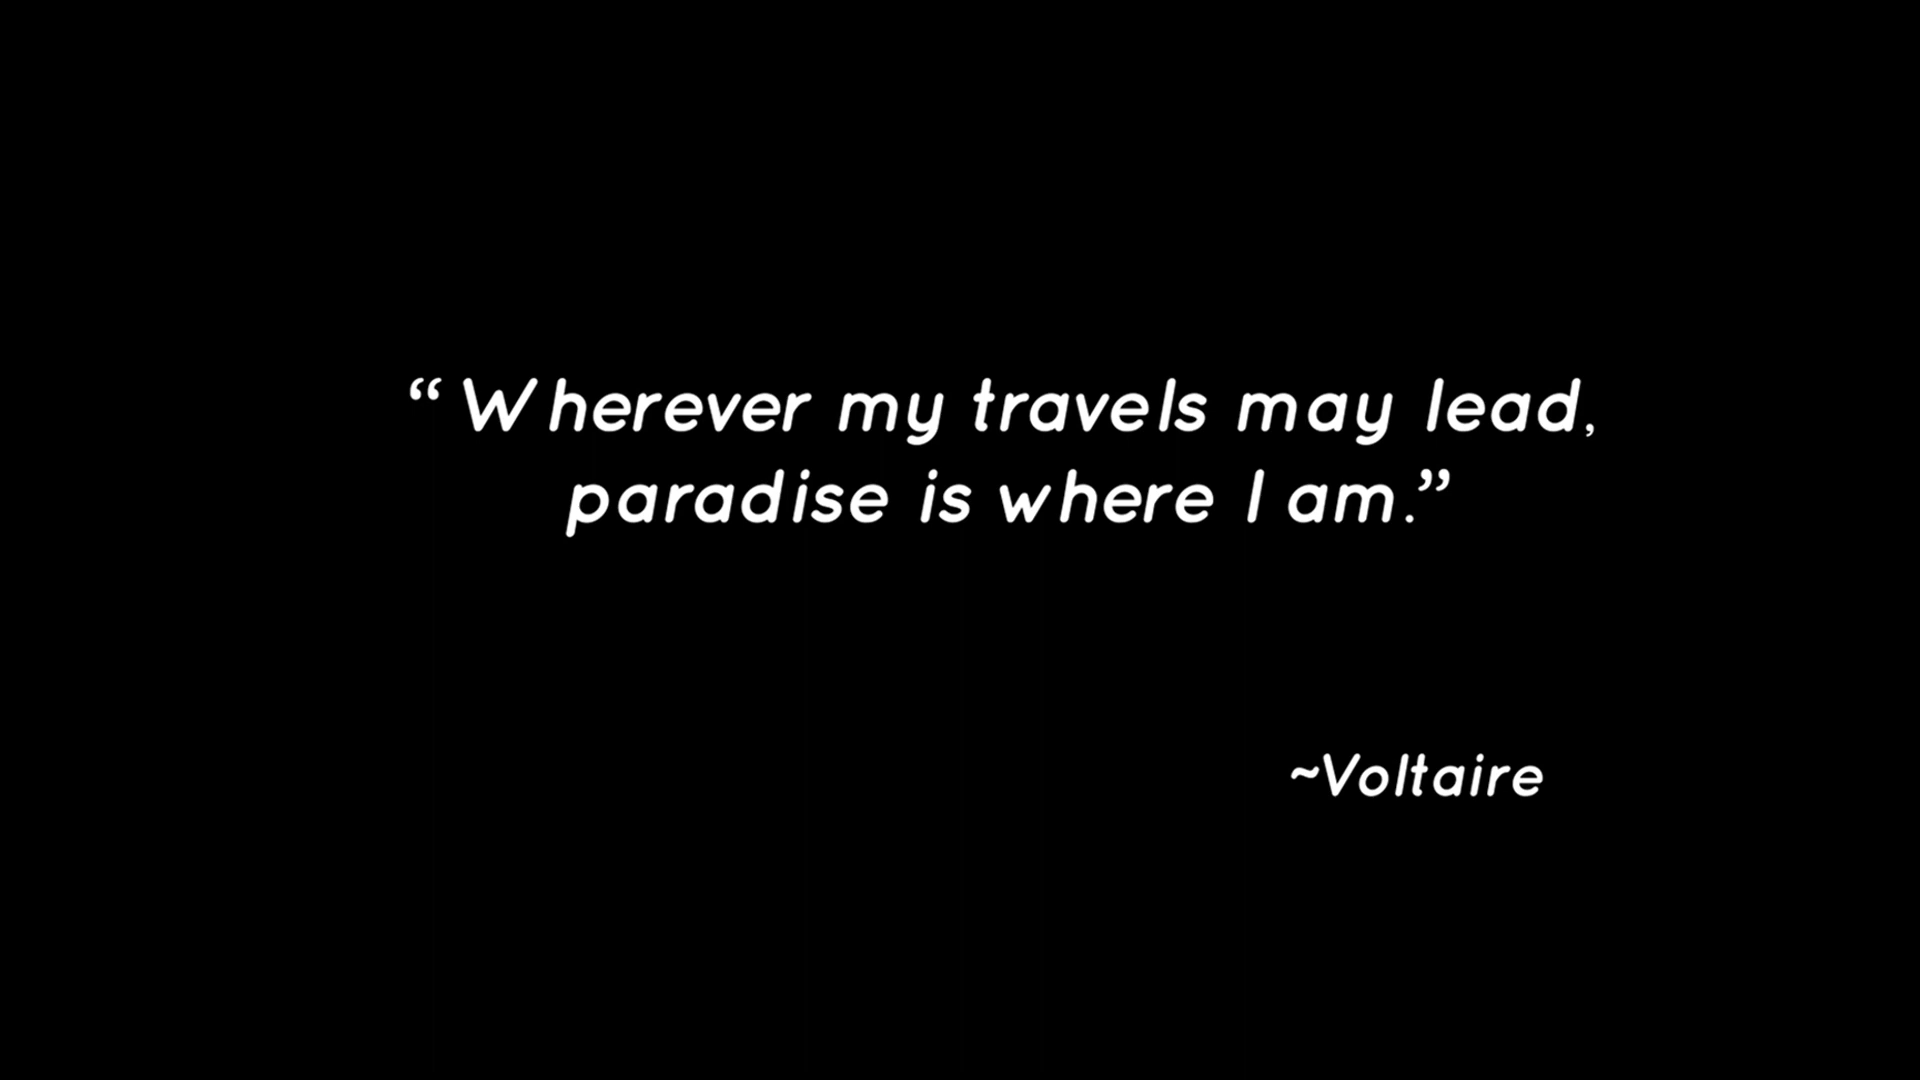 “Wherever my travels may lead,
paradise is where I am.”
~Voltaire